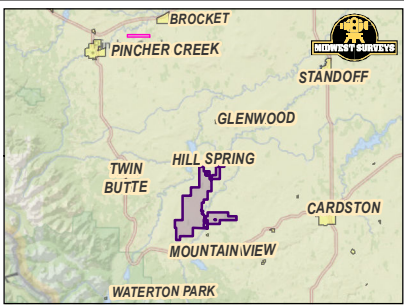 BROCKET
PINCHER CREEK
MIDWEST SURVEYS
STANDOFF
GLENWOOD
HILL SPRING
TWIN
BUTTE
CARDSTON
MOUNTAIN VIEW
WATERTON PARK